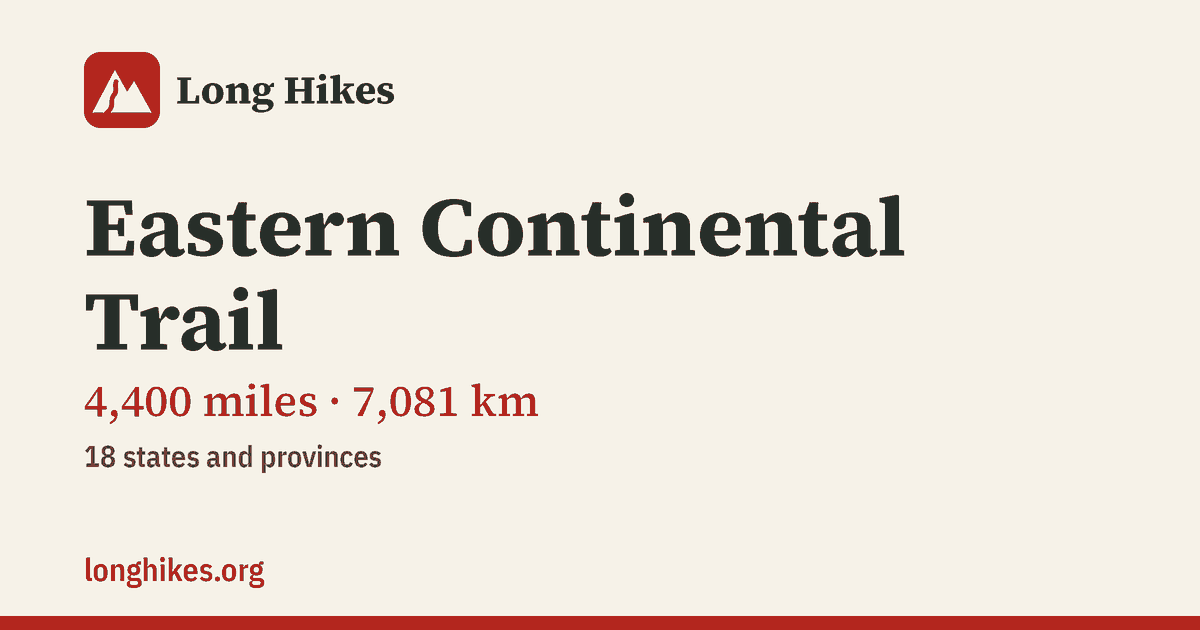 Long Hikes
Eastern Continental
Trail
4,400 miles · 7,081 km
18 states and provinces
longhikes.org